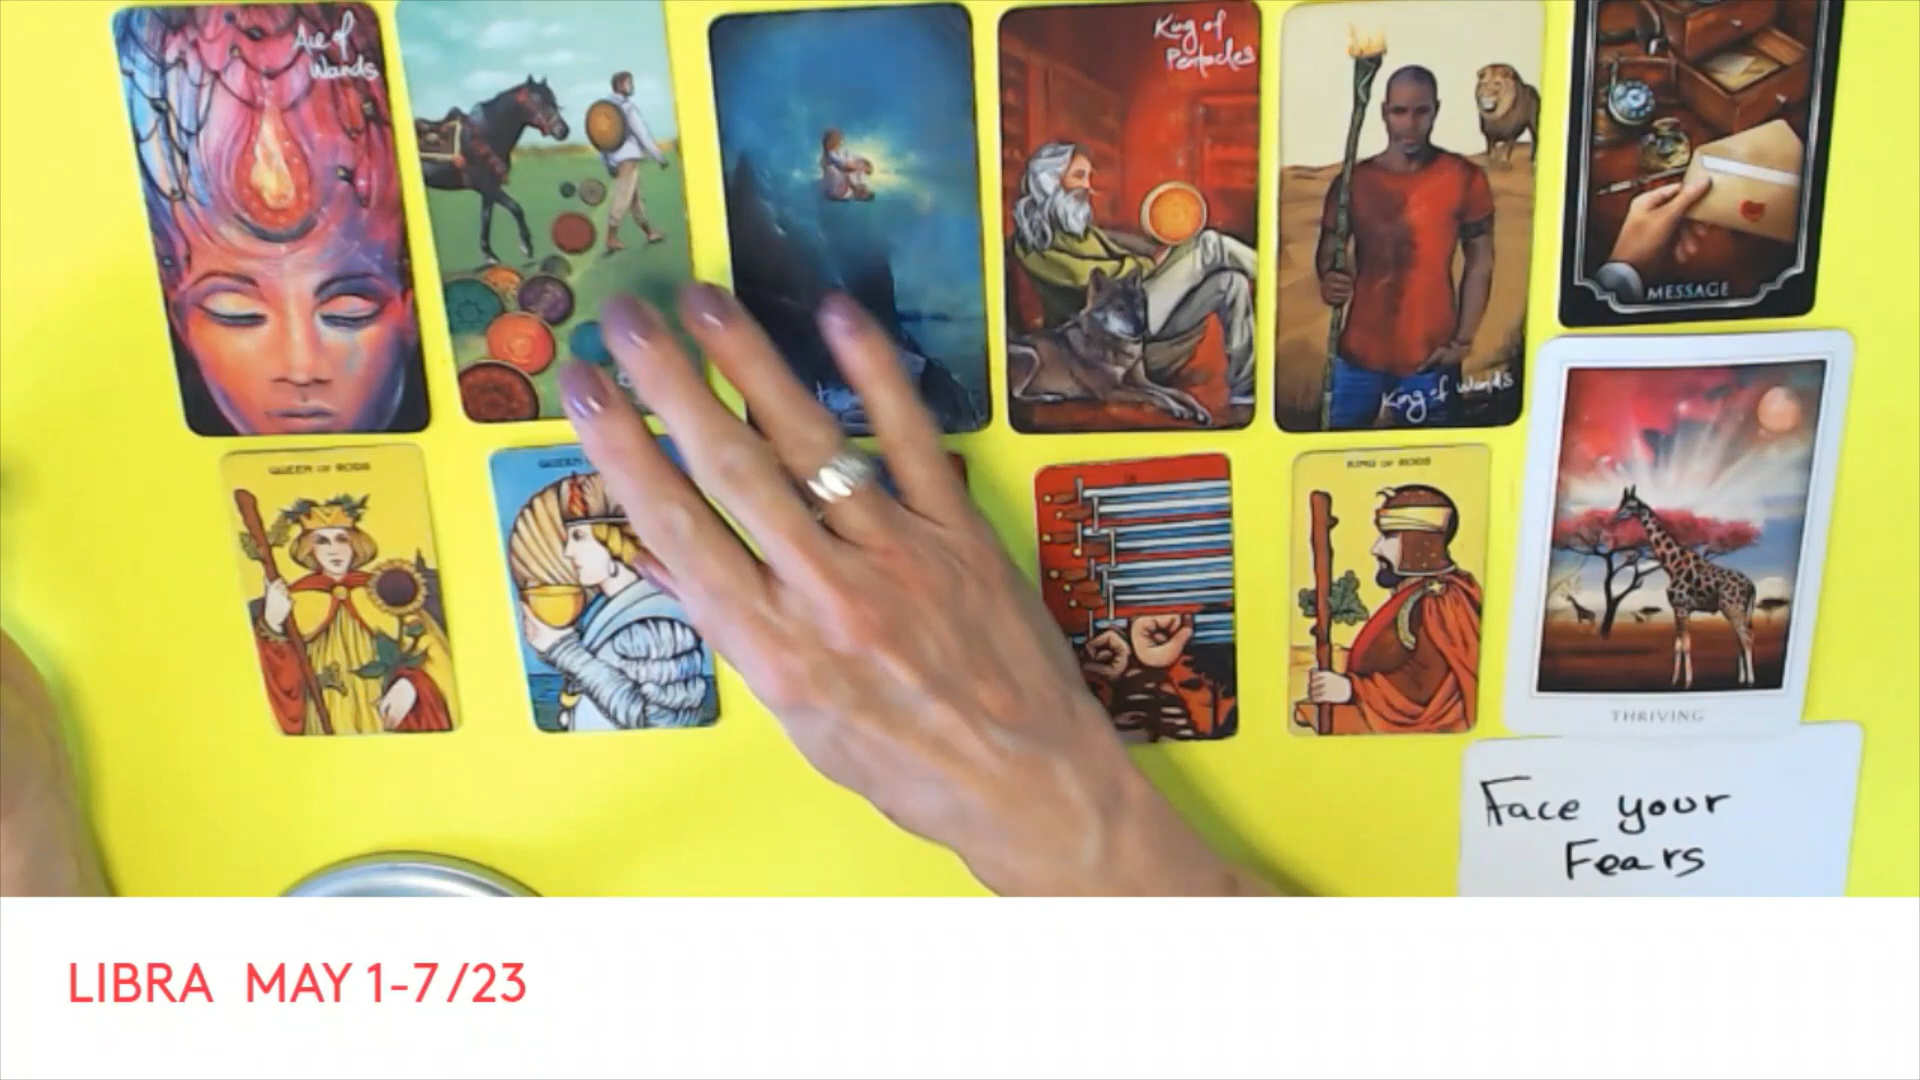 Ace of
Wands
King of
Pentacles
King of Wands
MESSAGE
QUEEN OF RODS
QUEEN
KING OF RODS
THRIVING
Face your
Fears
LIBRA MAY 1-7/23